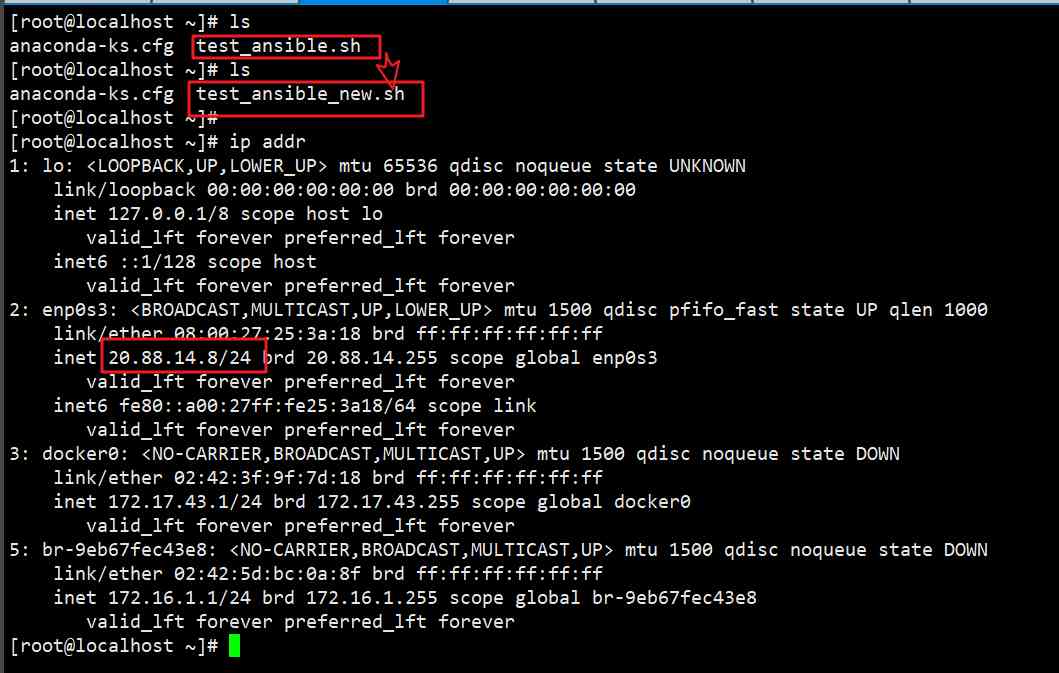 [root@localhost ~]# ls
anaconda-ks.cfg  test_ansible.sh
[root@localhost ~]# ls
anaconda-ks.cfg  test_ansible_new.sh
[root@localhost ~]#
[root@localhost ~]# ip addr
1: lo: <LOOPBACK,UP,LOWER_UP> mtu 65536 qdisc noqueue state UNKNOWN
    link/loopback 00:00:00:00:00:00 brd 00:00:00:00:00:00
    inet 127.0.0.1/8 scope host lo
       valid_lft forever preferred_lft forever
    inet6 ::1/128 scope host
       valid_lft forever preferred_lft forever
2: enp0s3: <BROADCAST,MULTICAST,UP,LOWER_UP> mtu 1500 qdisc pfifo_fast state UP qlen 1000
    link/ether 08:00:27:25:3a:18 brd ff:ff:ff:ff:ff:ff
    inet 20.88.14.8/24 brd 20.88.14.255 scope global enp0s3
       valid_lft forever preferred_lft forever
    inet6 fe80::a00:27ff:fe25:3a18/64 scope link
       valid_lft forever preferred_lft forever
3: docker0: <NO-CARRIER,BROADCAST,MULTICAST,UP> mtu 1500 qdisc noqueue state DOWN
    link/ether 02:42:3f:9f:7d:18 brd ff:ff:ff:ff:ff:ff
    inet 172.17.43.1/24 brd 172.17.43.255 scope global docker0
       valid_lft forever preferred_lft forever
5: br-9eb67fec43e8: <NO-CARRIER,BROADCAST,MULTICAST,UP> mtu 1500 qdisc noqueue state DOWN
    link/ether 02:42:5d:bc:0a:8f brd ff:ff:ff:ff:ff:ff
    inet 172.16.1.1/24 brd 172.16.1.255 scope global br-9eb67fec43e8
       valid_lft forever preferred_lft forever
[root@localhost ~]#